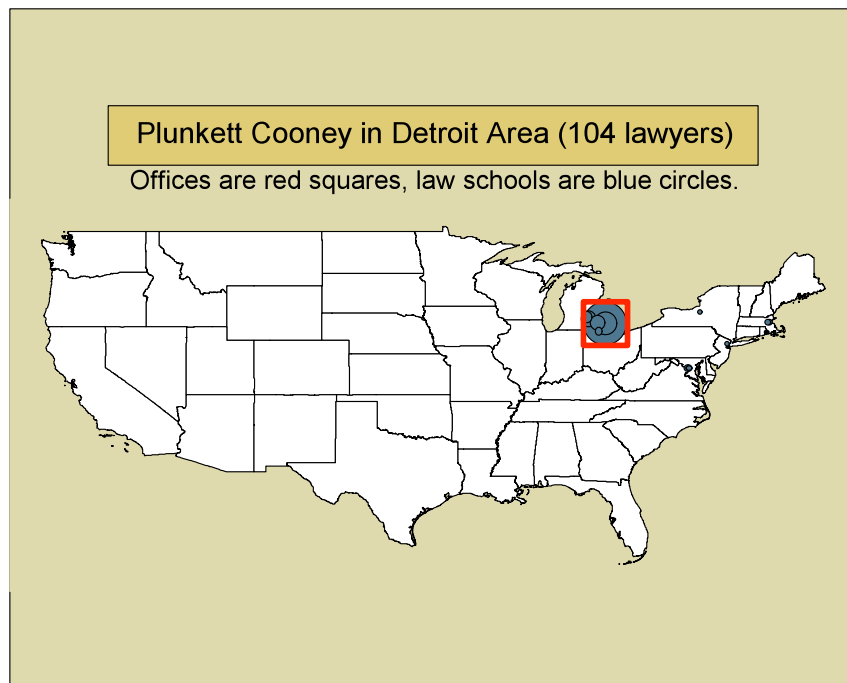 Plunkett Cooney in Detroit Area (104 lawyers)
Offices are red squares, law schools are blue circles.